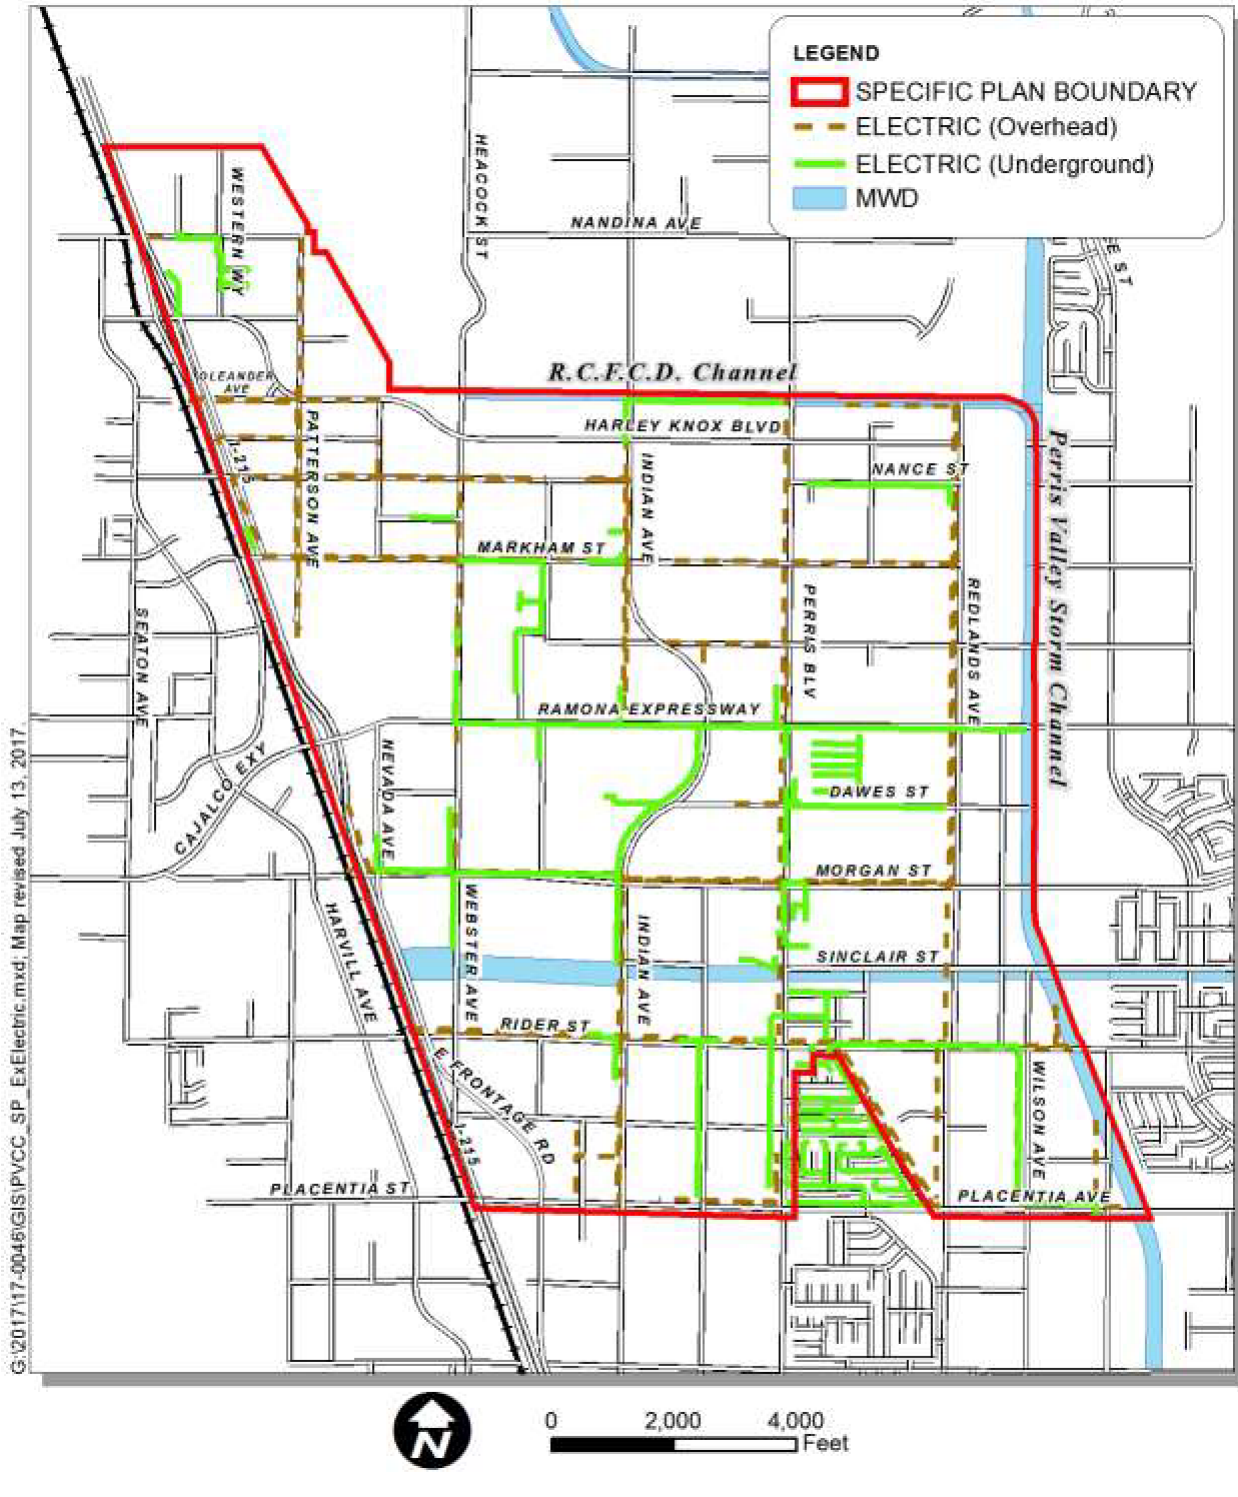 LEGEND
SPECIFIC PLAN BOUNDARY
ELECTRIC (Overhead)
ELECTRIC (Underground)
MWD
HEACOCK ST
WESTERN WY
NANDINA AVE
E ST
R.C.F.C.D. Channel
OLEANDER
AVE
HARLEY KNOX BLVD
PATTERSON AVE
I-215
INDIAN AVE
NANCE ST
Perris Valley Storm Channel
MARKHAM ST
SEATON AVE
PERRIS BLV
REDLANDS AVE
RAMONA EXPRESSWAY
NEVADA AVE
CAJALCO EXY
DAWES ST
MORGAN ST
HARVILL AVE
WEBSTER AVE
INDIAN AVE
SINCLAIR ST
RIDER ST
E FRONTAGE RD
WILSON AVE
I-215
PLACENTIA ST
PLACENTIA AVE
G:\2017\17-0046\GIS\PVCC_SP_ExElectric.mxd; Map revised July 13, 2017.
N
0 2,000 4,000
Feet